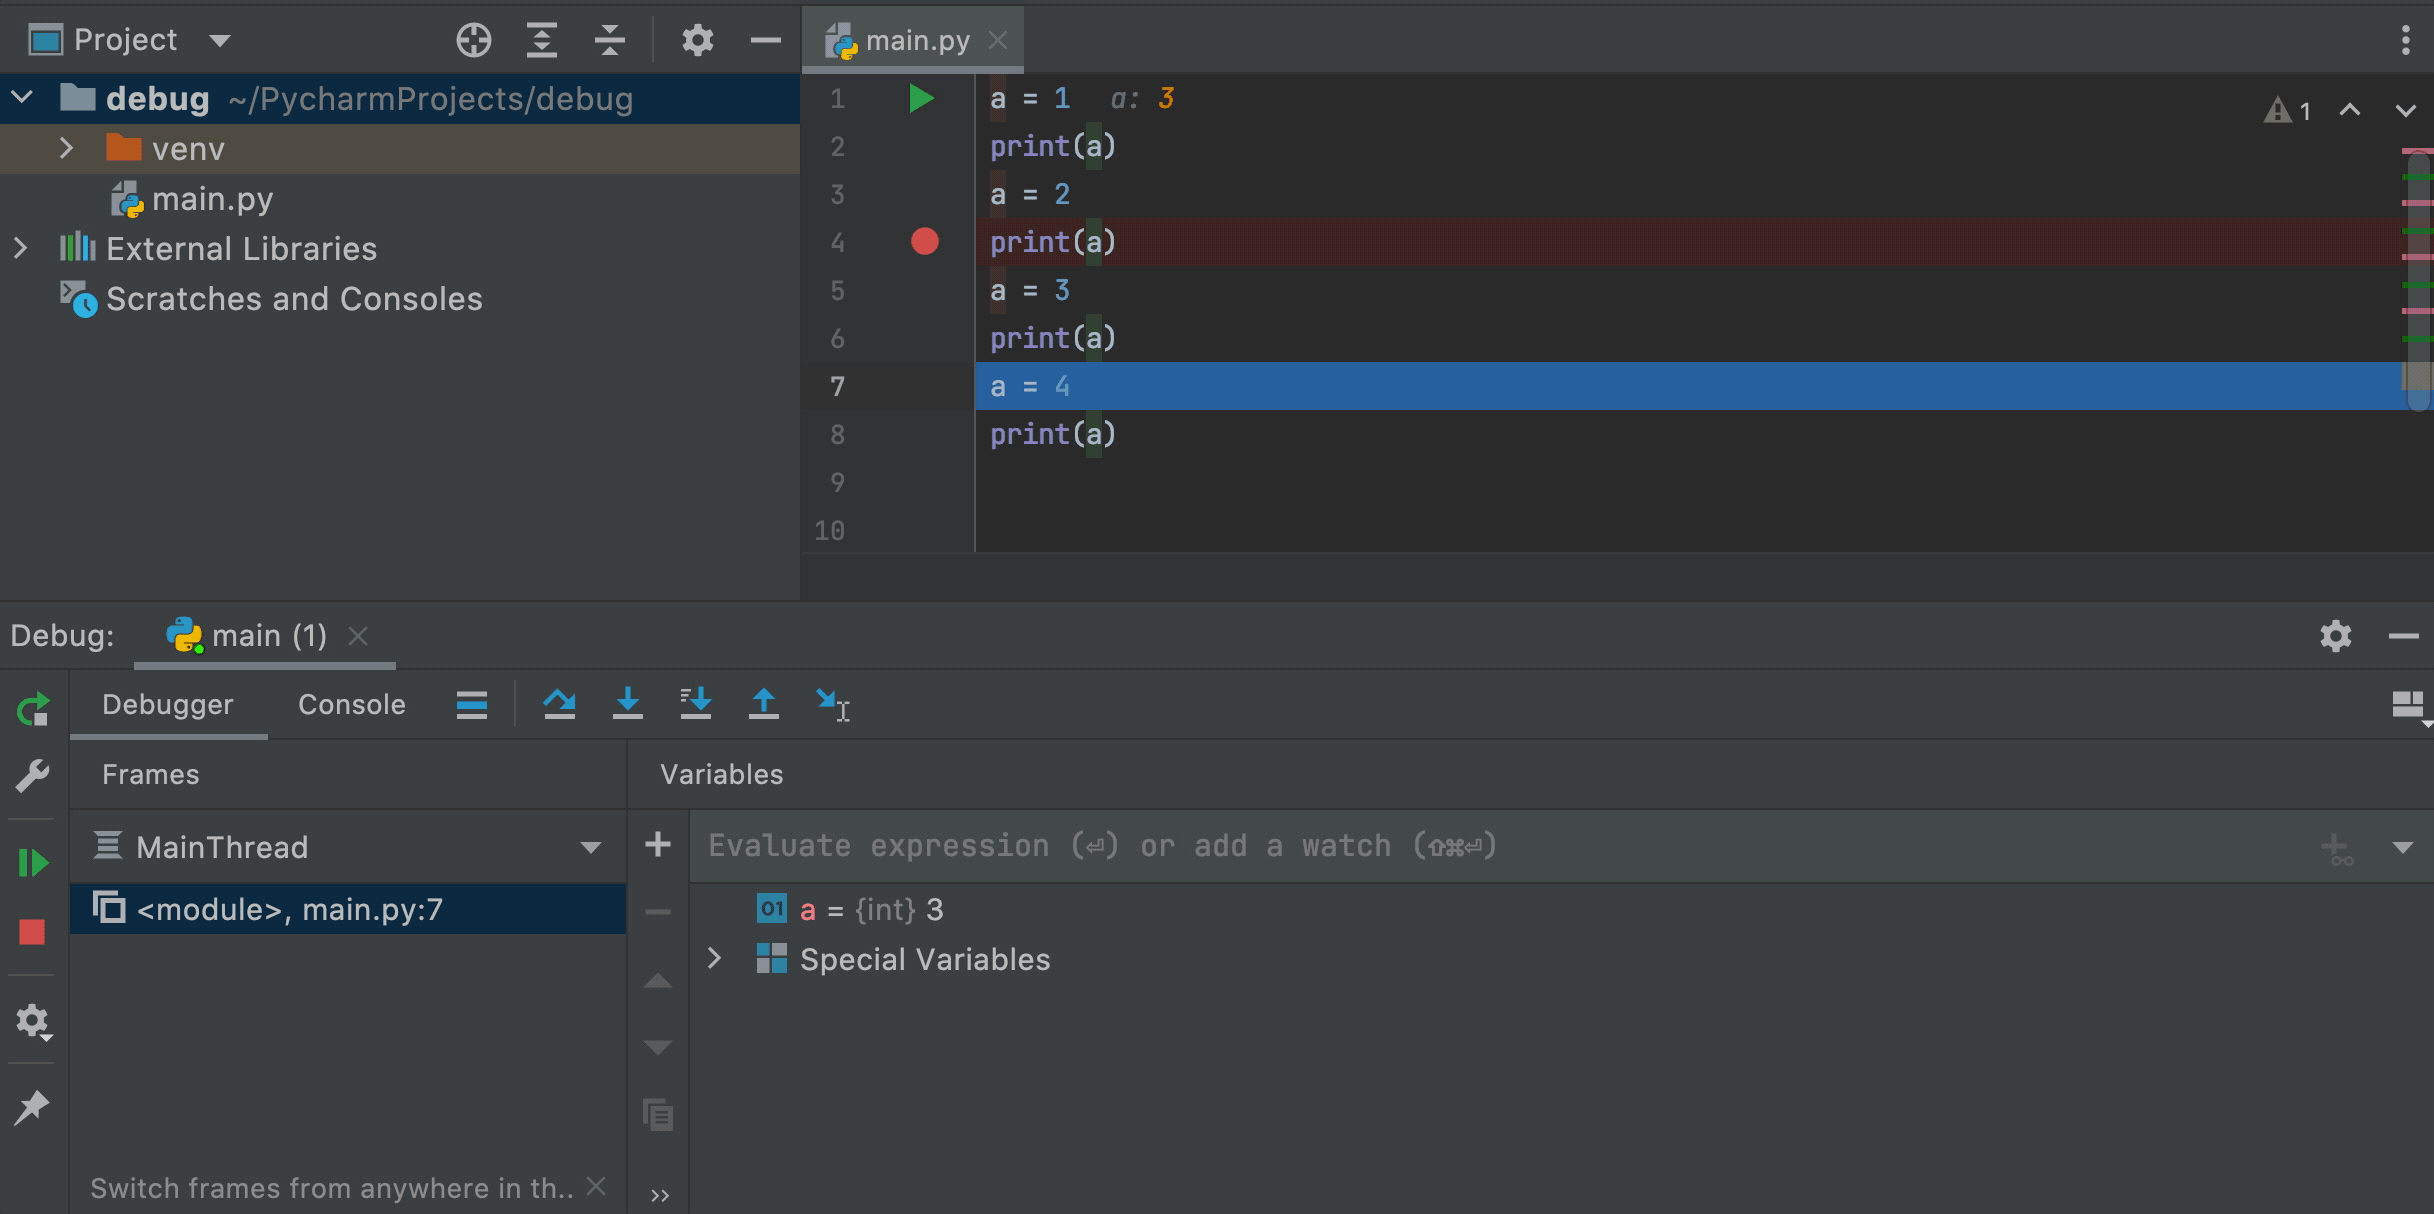 Project
main.py
debug ~/PycharmProjects/debug
venv
main.py
External Libraries
Scratches and Consoles
1 a = 1 a: 3
2 print(a)
3 a = 2
4 print(a)
5 a = 3
6 print(a)
7 a = 4
8 print(a)
9
10
1
Debug: main (1)
Debugger Console
Frames
Variables
MainThread
<module>, main.py:7
Switch frames from anywhere in th..
Evaluate expression (⏎) or add a watch (⇧⌘⏎)
01 a = {int} 3
Special Variables